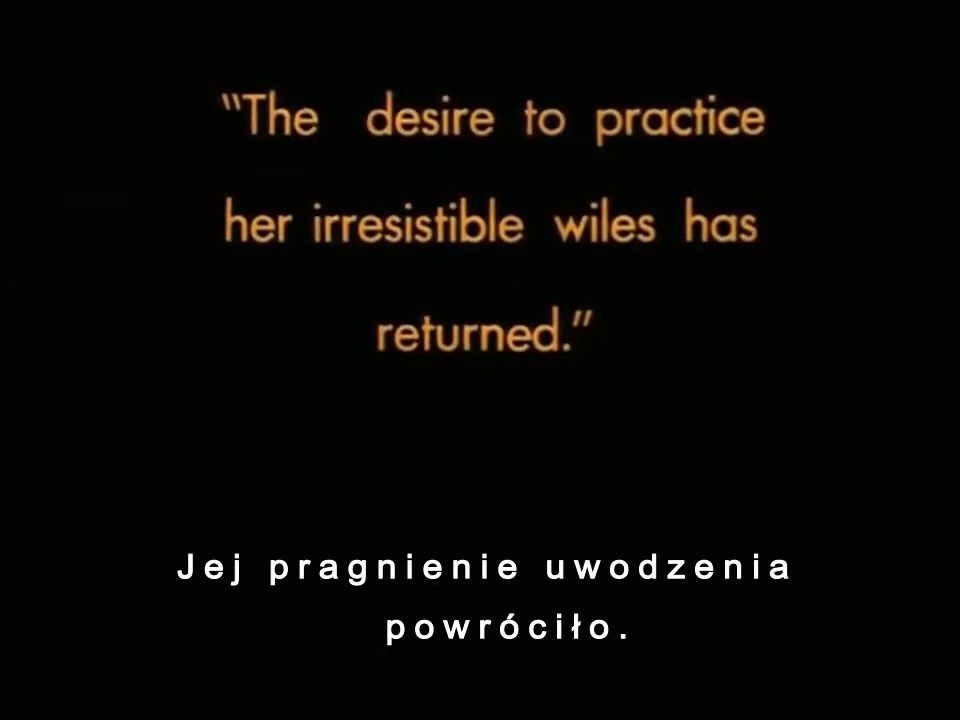 “The desire to practice
her irresistible wiles has
returned.”
Jej pragnienie uwodzenia
powróciło.